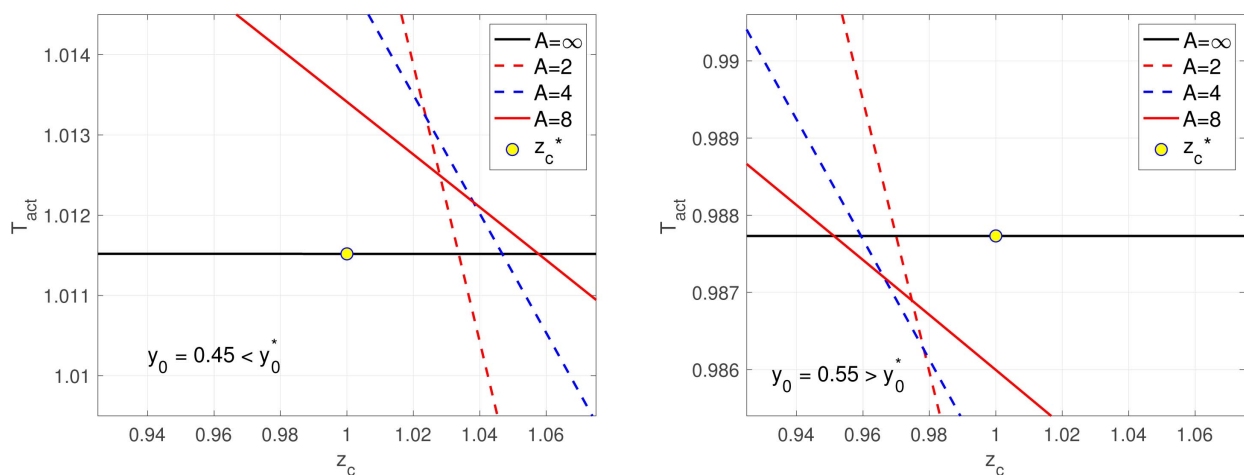 1.014
1.013
1.012
1.011
1.01
T_act
0.94 0.96 0.98 1 1.02 1.04 1.06
z_c
A=∞
A=2
A=4
A=8
z_c*
y_0 = 0.45 < y_0^*
0.99
0.989
0.988
0.987
0.986
T_act
0.94 0.96 0.98 1 1.02 1.04 1.06
z_c
A=∞
A=2
A=4
A=8
z_c*
y_0 = 0.55 > y_0^*